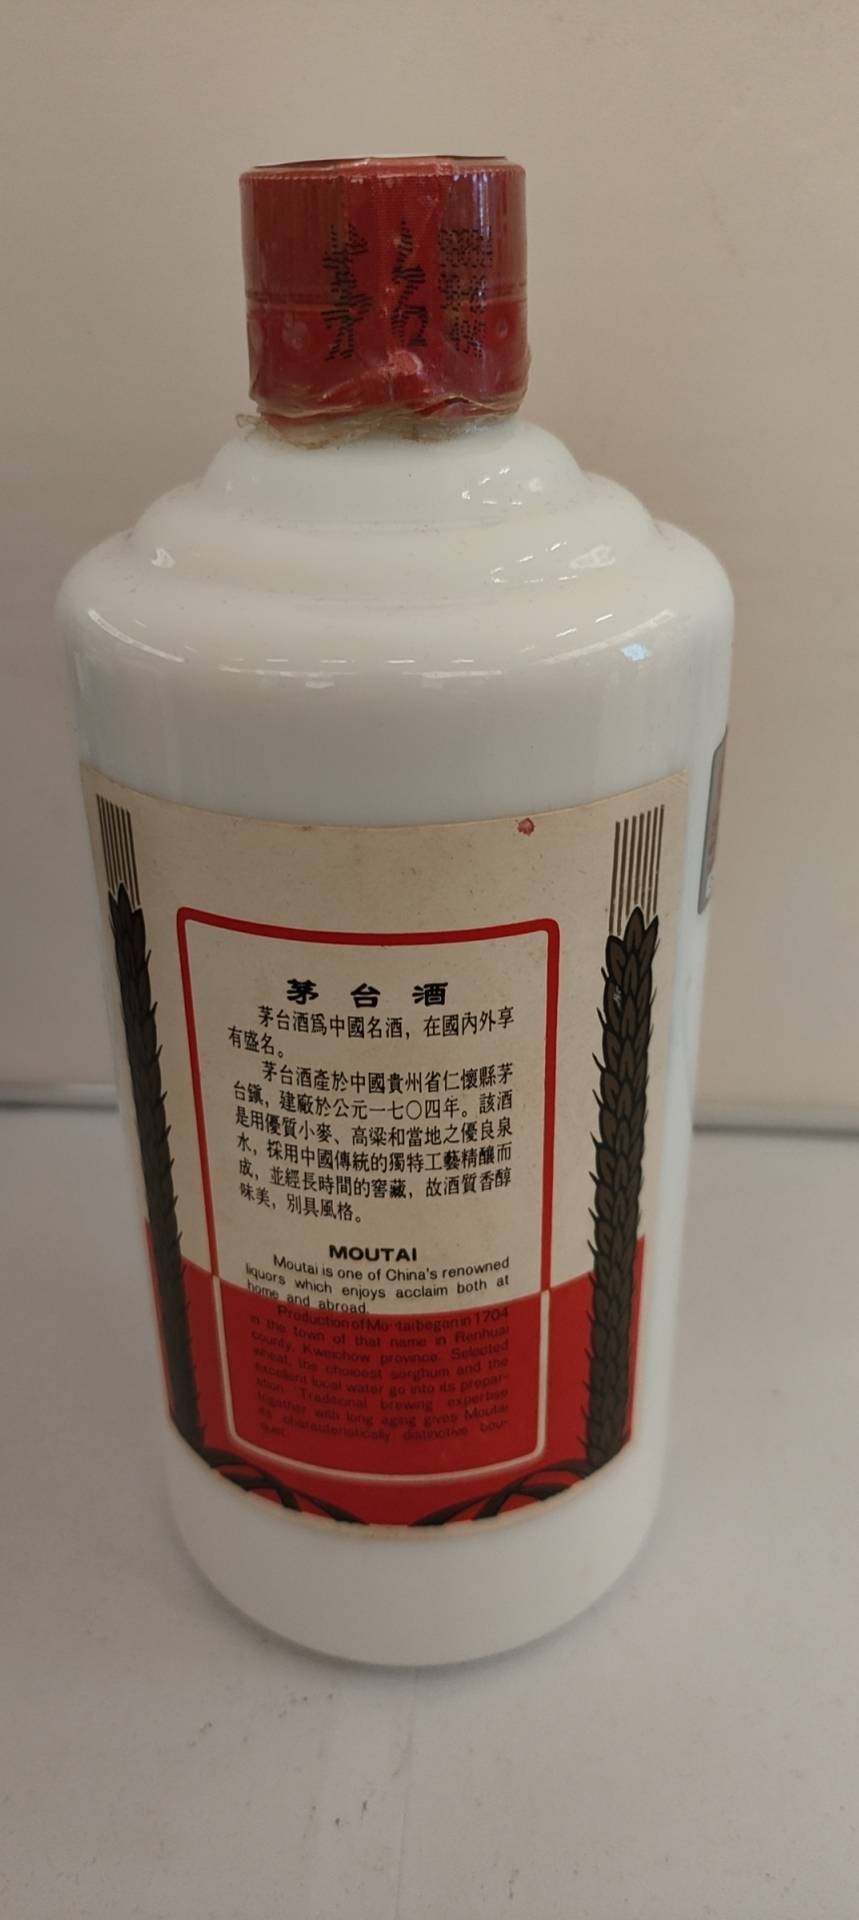 茅台
茅台酒
茅台酒爲中國名酒，在國內外享
有盛名。
茅台酒產於中國貴州省仁懷縣茅
台鎭，建廠於公元一七〇四年。該酒
是用優質小麥、高粱和當地之優良泉
水，採用中國傳統的獨特工藝精釀而
成，並經長時間的窖藏，故酒質香醇
味美，別具風格。
MOUTAI
Moutai is one of China's renowned
liquors which enjoys acclaim both at
home and abroad.
Production of Mo tai began in 1704
in the town of that name in Renhuai
county, Kweichow province. Selected
wheat, the choicest sorghum and the
excellent local water go into its prepar-
ation. Traditional brewing expertise
together with long aging gives Moutai
its characteristically distinctive bou-
quet.